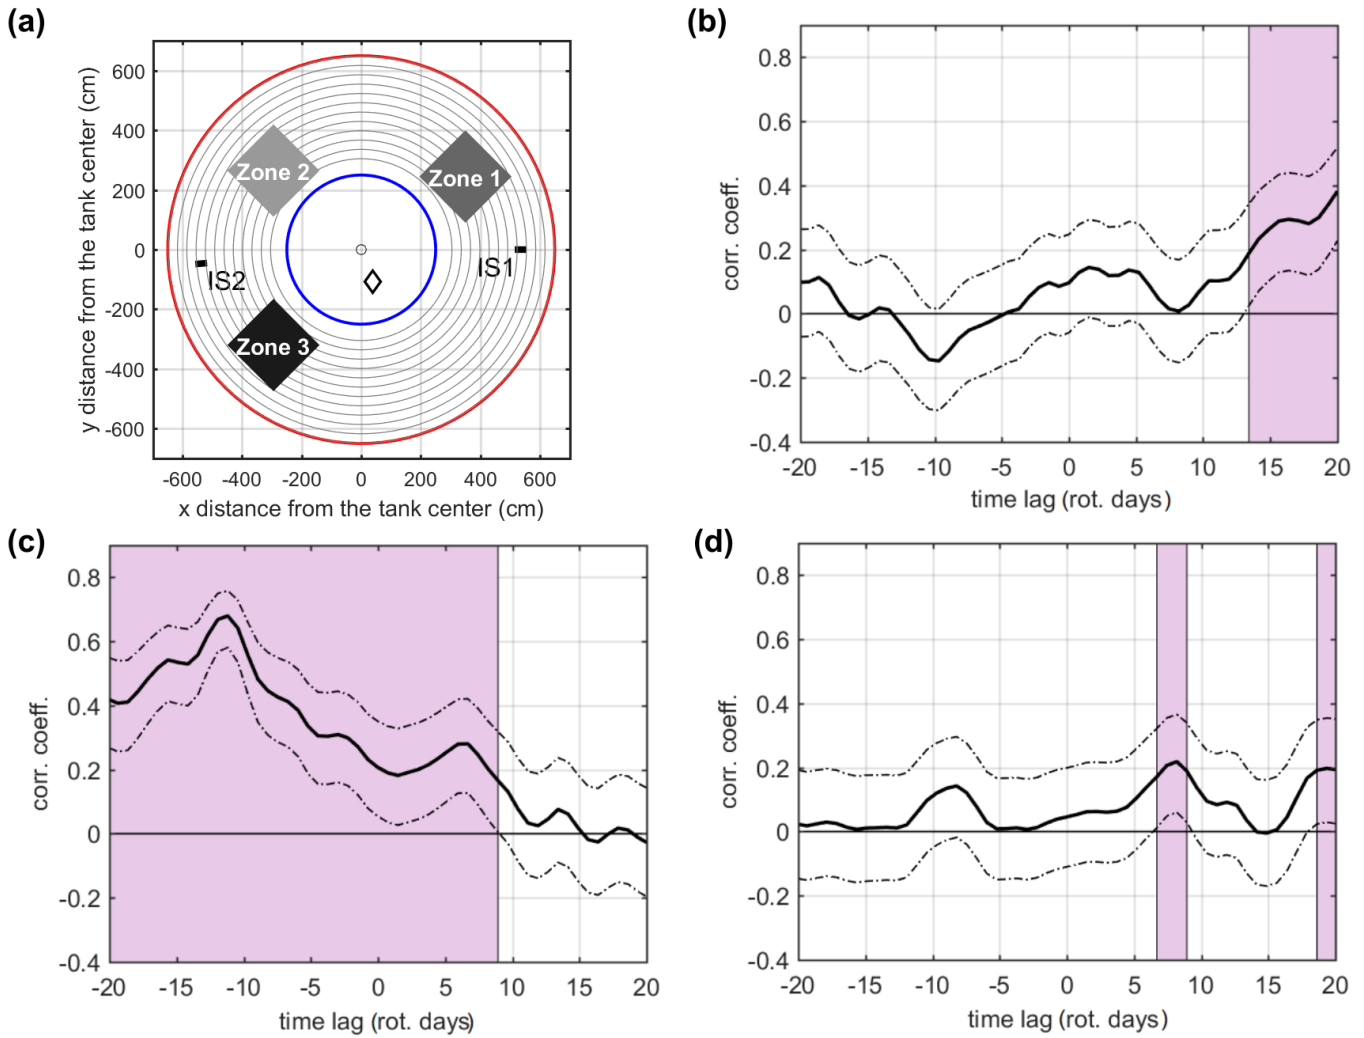 (a)
600
400
200
0
-200
-400
-600
y distance from the tank center (cm)
Zone 2
Zone 1
IS1
IS2
Zone 3
-600 -400 -200 0 200 400 600
x distance from the tank center (cm)
(b)
0.8
0.6
0.4
0.2
0
-0.2
-0.4
corr. coeff.
-20 -15 -10 -5 0 5 10 15 20
time lag (rot. days)
(c)
0.8
0.6
0.4
0.2
0
-0.2
-0.4
corr. coeff.
-20 -15 -10 -5 0 5 10 15 20
time lag (rot. days)
(d)
0.8
0.6
0.4
0.2
0
-0.2
-0.4
corr. coeff.
-20 -15 -10 -5 0 5 10 15 20
time lag (rot. days)